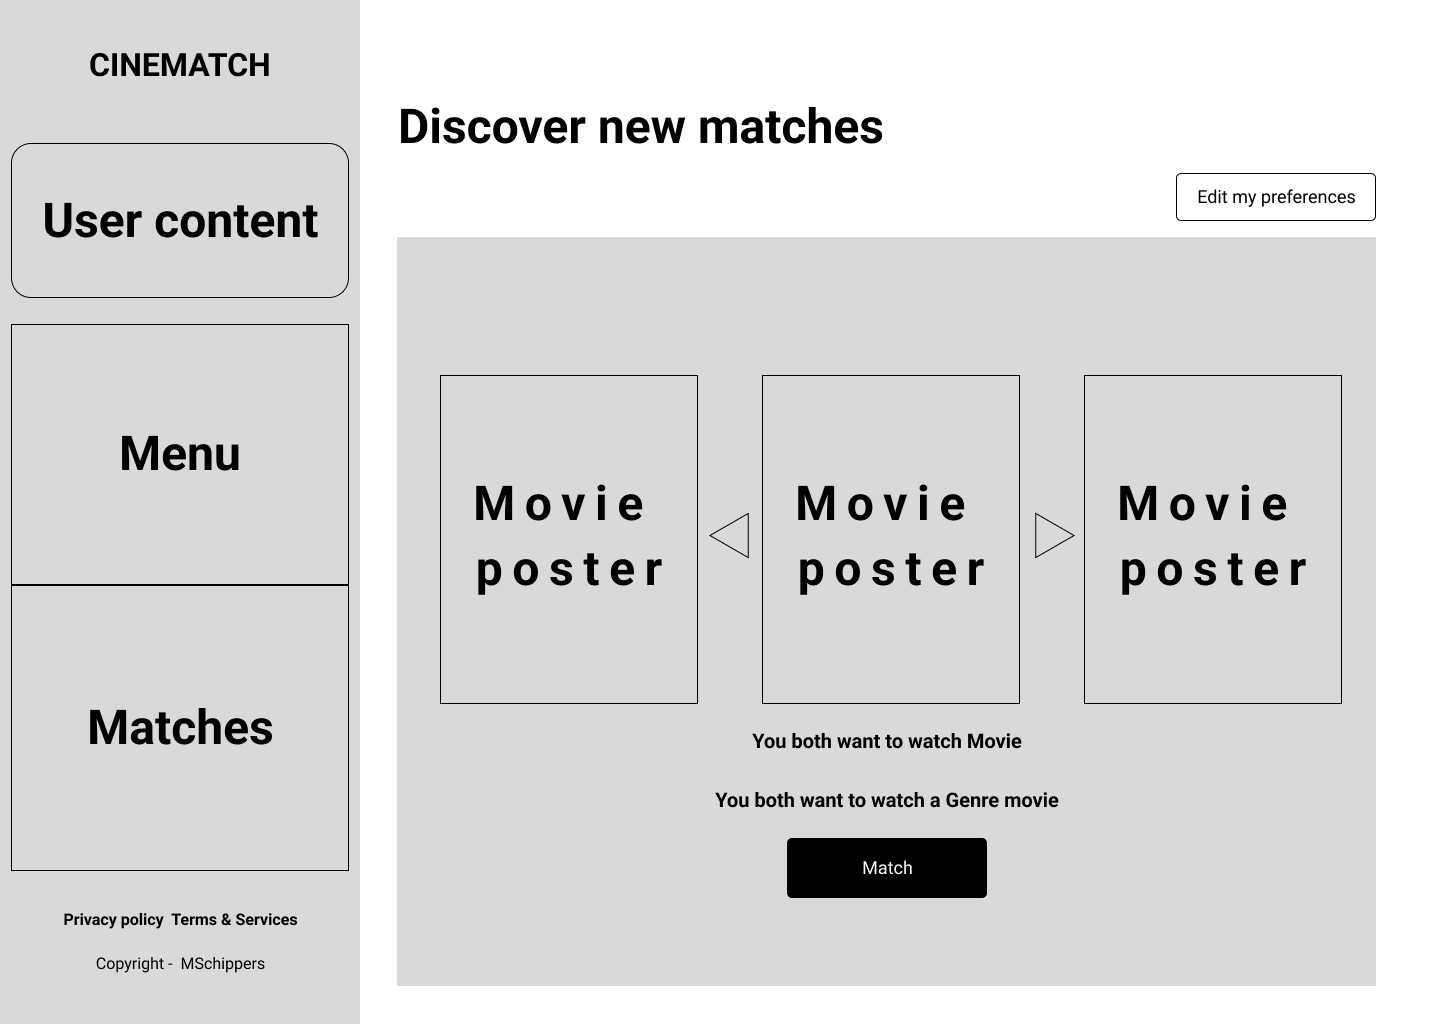 CINEMATCH
User content
Menu
Matches
Privacy policy  Terms & Services
Copyright -  MSchippers
Discover new matches
Edit my preferences
Movie
poster
Movie
poster
Movie
poster
You both want to watch Movie
You both want to watch a Genre movie
Match